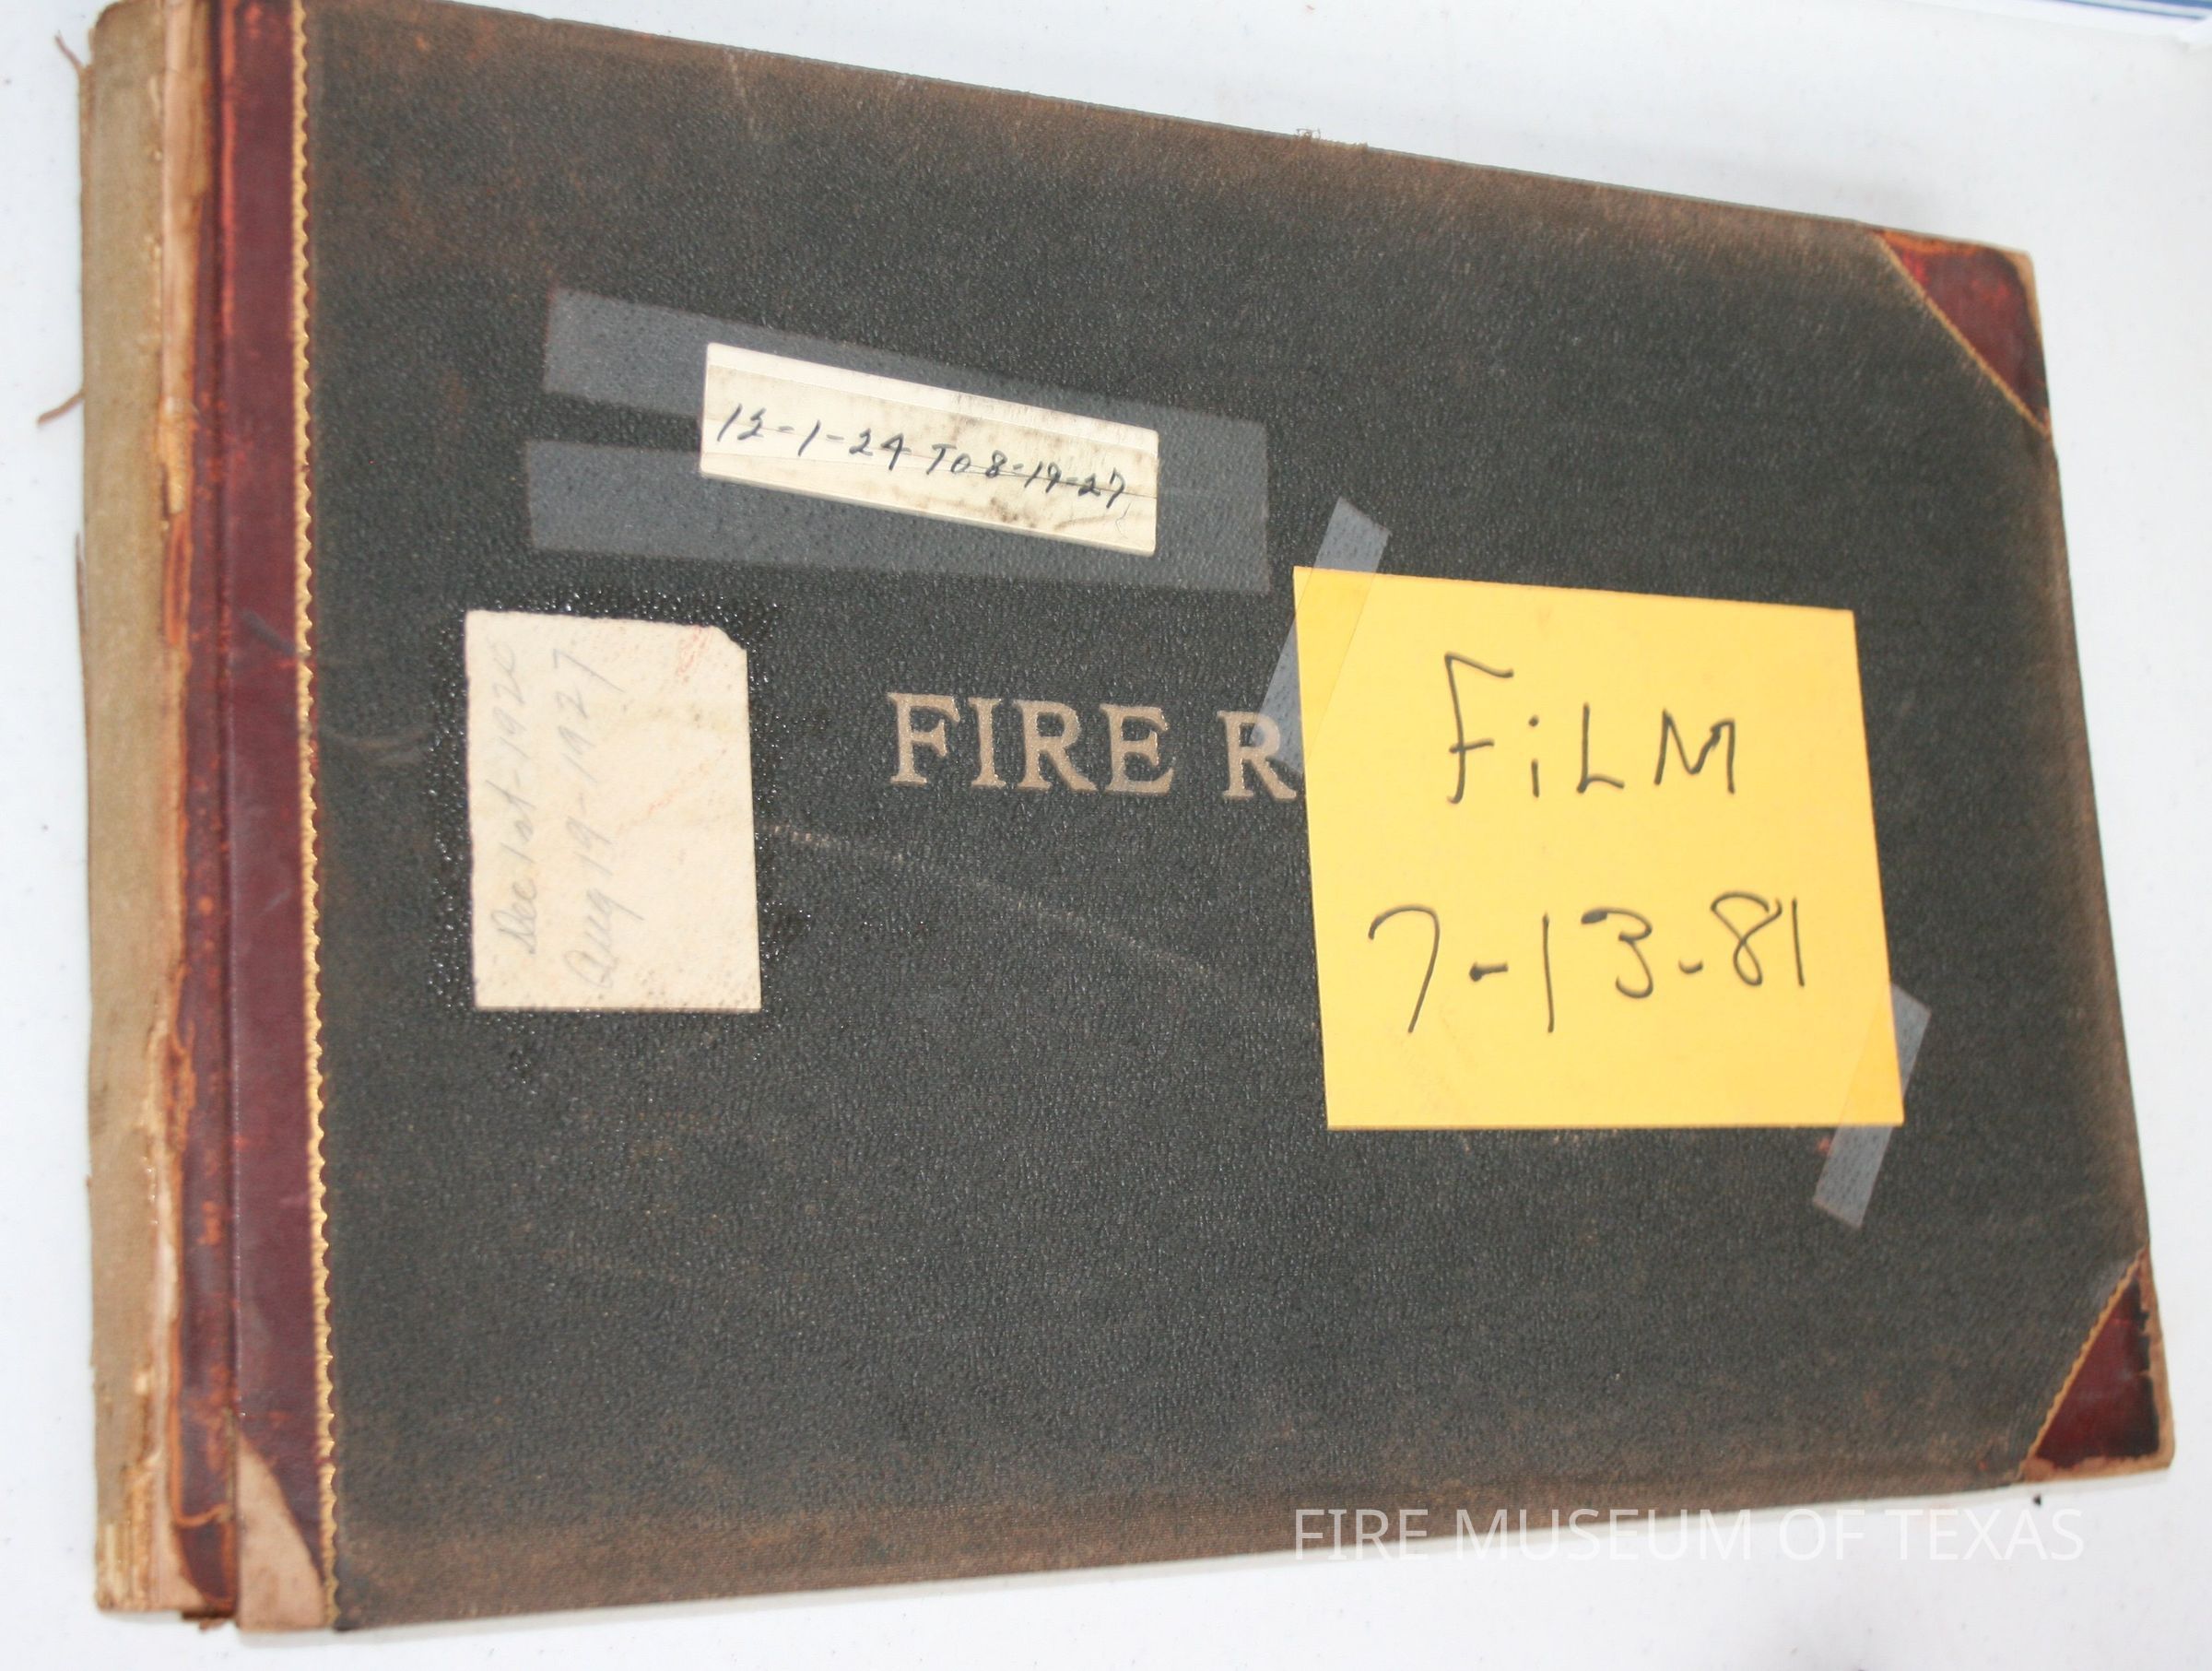 12-1-24 TO 8-19-27
Dec 1st-192
Aug 19-1927
FIRE R
FiLM
7-13-81
FIRE MUSEUM OF TEXAS